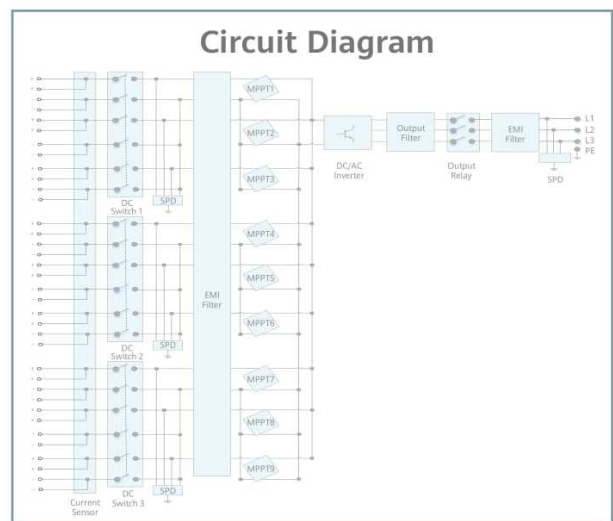 Circuit Diagram
MPPT1
MPPT2
MPPT3
SPD
DC
Switch 1
MPPT4
MPPT5
MPPT6
SPD
DC
Switch 2
EMI
Filter
MPPT7
MPPT8
MPPT9
SPD
DC
Switch 3
Current
Sensor
DC/AC
Inverter
Output
Filter
Output
Relay
EMI
Filter
SPD
L1
L2
L3
PE